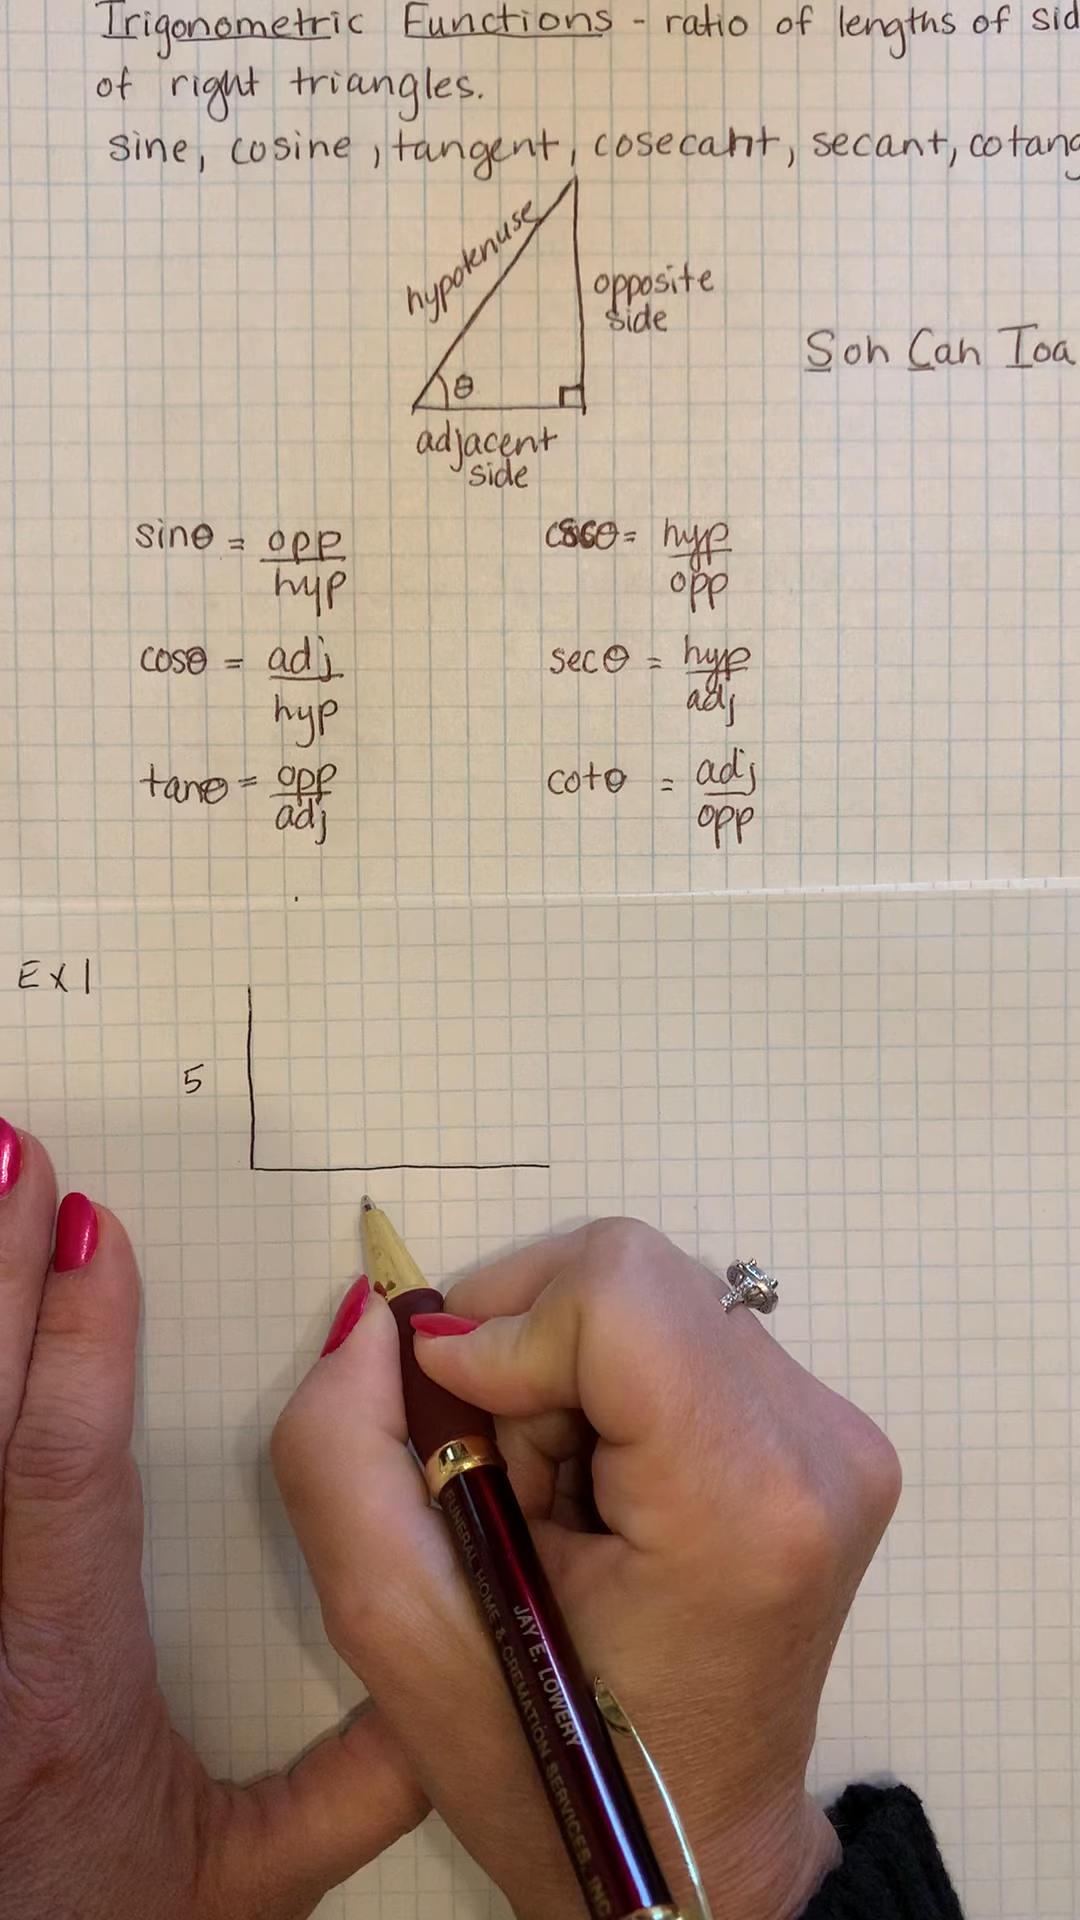 Trigonometric Functions - ratio of lengths of sid
of right triangles.
sine, cosine, tangent, cosecant, secant, cotang
hypotenuse
opposite
side
Soh Cah Toa
θ
adjacent
side
sinθ = opp/hyp
cscθ = hyp/opp
cosθ = adj/hyp
secθ = hyp/adj
tanθ = opp/adj
cotθ = adj/opp
EX 1
5
JAY E. LOWERY
FUNERAL HOME & CREMATION SERVICES, INC